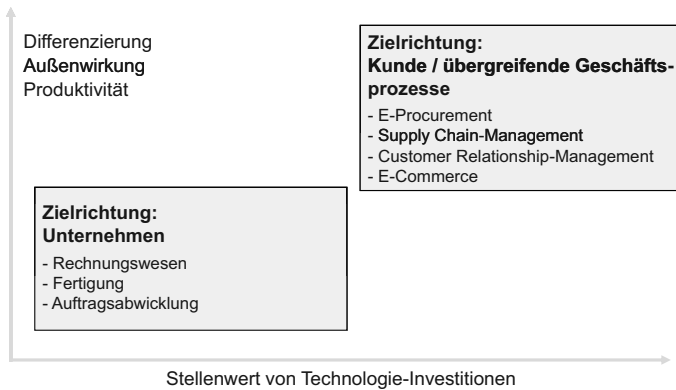 Differenzierung
Außenwirkung
Produktivität
Zielrichtung:
Kunde / übergreifende Geschäfts-
prozesse
- E-Procurement
- Supply Chain-Management
- Customer Relationship-Management
- E-Commerce
Zielrichtung:
Unternehmen
- Rechnungswesen
- Fertigung
- Auftragsabwicklung
Stellenwert von Technologie-Investitionen